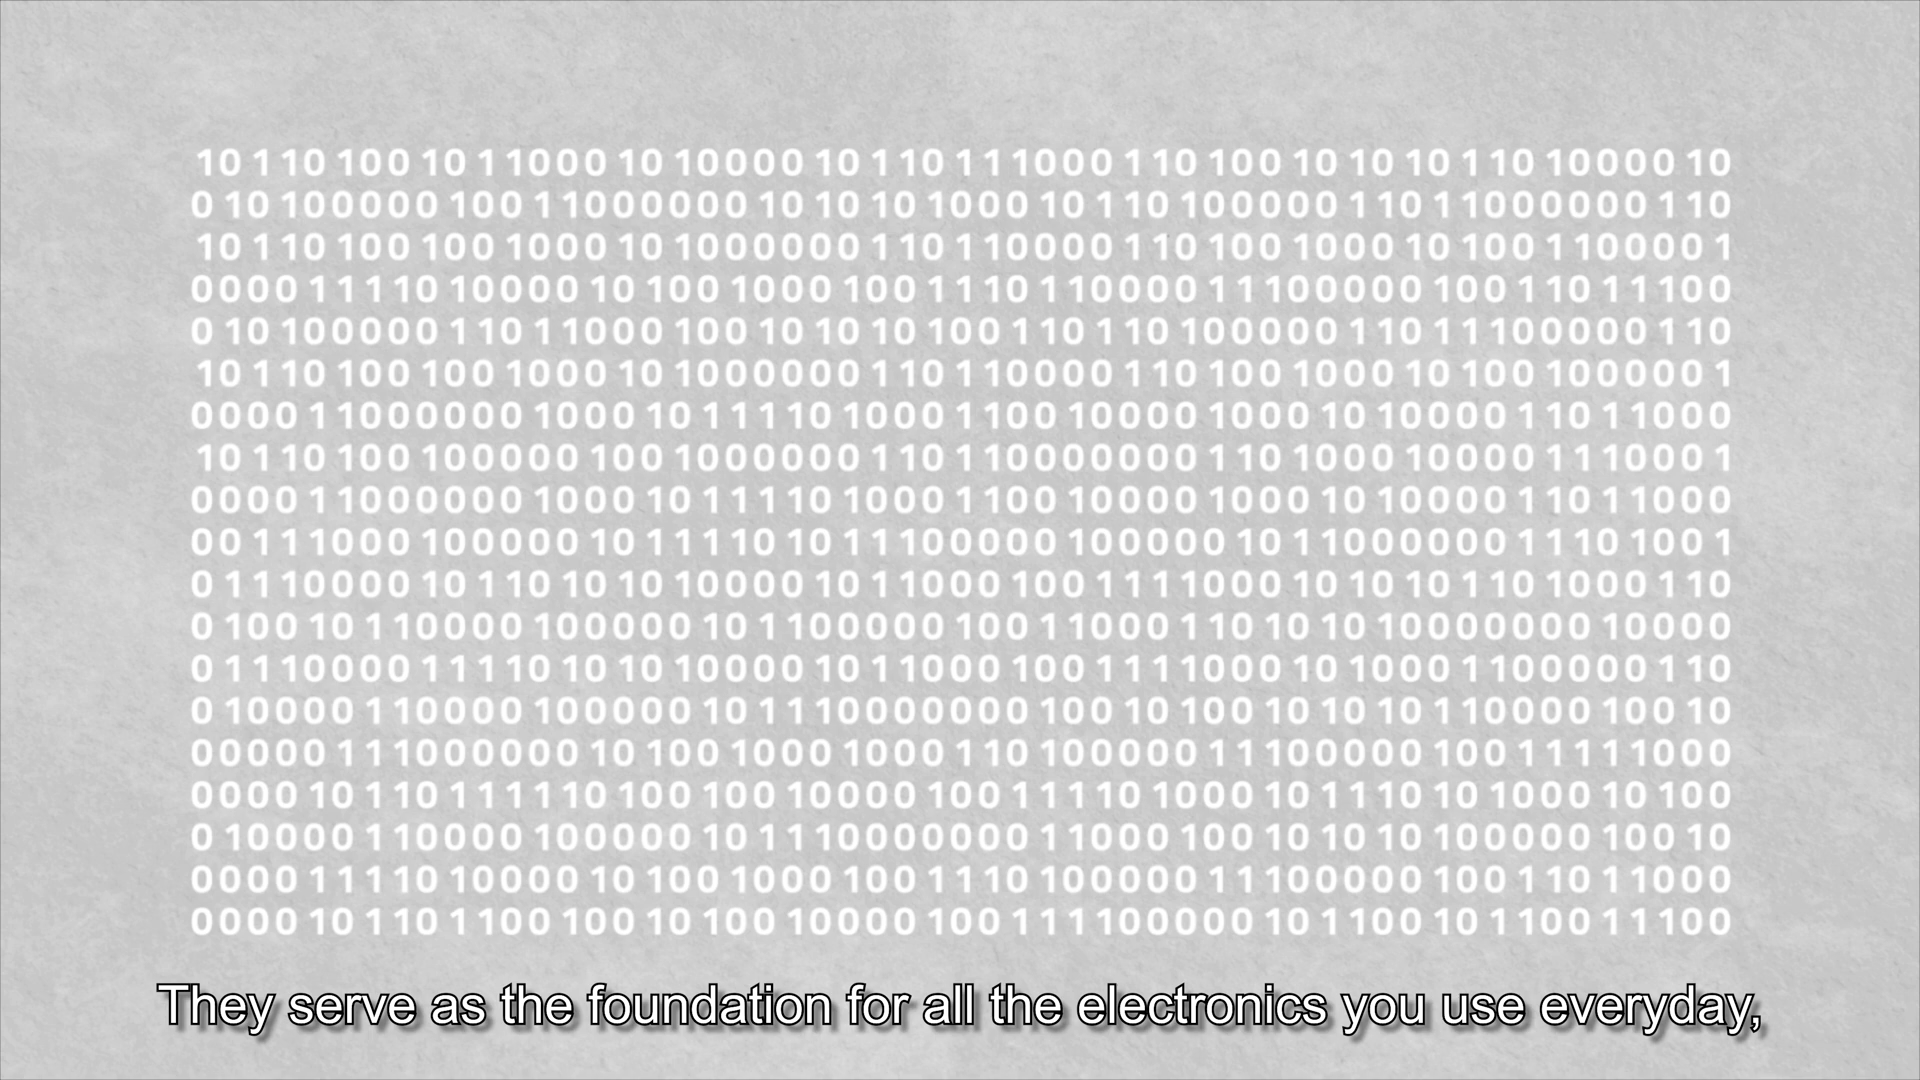 10 1 10 100 10 1 1000 10 10000 10 1 10 1 1 1000 1 10 100 10 10 10 1 10 10000 10
0 10 100000 100 1 1000000 10 10 10 1000 10 1 10 100000 1 10 1 1000000 1 10
10 1 10 100 100 1000 10 1000000 1 10 1 10000 1 10 100 1000 10 100 1 10000 1
0000 1 1 1 10 10000 10 100 1000 100 1 1 10 1 10000 1 1 100000 100 1 10 1 1 100
0 10 100000 1 10 1 1000 100 10 10 10 100 1 10 1 10 100000 1 10 1 1 100000 1 10
10 1 10 100 100 1000 10 1000000 1 10 1 10000 1 10 100 1000 10 100 100000 1
0000 1 1000000 1000 10 1 1 1 10 1000 1 100 10000 1000 10 10000 1 10 1 1000
10 1 10 100 100000 100 1000000 1 10 1 10000000 1 10 1000 10000 1 1 1000 1
0000 1 1000000 1000 10 1 1 1 10 1000 1 100 10000 1000 10 10000 1 10 1 1000
00 1 1 1000 100000 10 1 1 1 10 10 1 1 100000 100000 10 1 1000000 1 1 10 100 1
0 1 1 10000 10 1 10 10 10 10000 10 1 1000 100 1 1 1 1000 10 10 10 1 10 1000 1 10
0 100 10 1 10000 100000 10 1 100000 100 1 1000 1 10 10 10 10000000 10000
0 1 1 10000 1 1 1 10 10 10 10000 10 1 1000 100 1 1 1 1000 10 1000 1 100000 1 10
0 10000 1 10000 100000 10 1 1 10000000 100 10 100 10 10 10 1 10000 100 10
00000 1 1 1000000 10 100 1000 1000 1 10 100000 1 1 100000 100 1 1 1 1 1000
0000 10 1 10 1 1 1 1 10 100 100 10000 100 1 1 1 10 1000 10 1 1 10 10 1000 10 100
0 10000 1 10000 100000 10 1 1 10000000 1 1000 100 10 10 10 100000 100 10
0000 1 1 1 10 10000 10 100 1000 100 1 1 10 100000 1 1 100000 100 1 10 1 1000
0000 10 1 10 1 100 100 10 100 10000 100 1 1 1 100000 10 1 100 10 1 100 1 1 100
They serve as the foundation for all the electronics you use everyday,